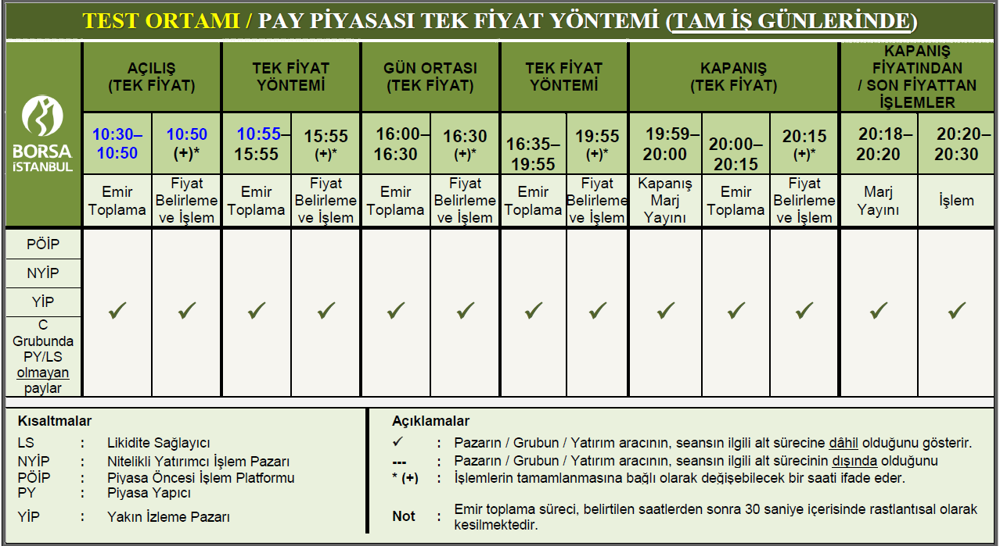 TEST ORTAMI / PAY PİYASASI TEK FİYAT YÖNTEMİ (TAM İŞ GÜNLERİNDE)
BORSA
İSTANBUL
AÇILIŞ
(TEK FİYAT)
TEK FİYAT
YÖNTEMİ
GÜN ORTASI
(TEK FİYAT)
TEK FİYAT
YÖNTEMİ
KAPANIŞ
(TEK FİYAT)
KAPANIŞ
FİYATINDAN
/ SON FİYATTAN
İŞLEMLER
10:30–
10:50
10:50
(+)*
10:55–
15:55
15:55
(+)*
16:00–
16:30
16:30
(+)*
16:35–
19:55
19:55
(+)*
19:59–
20:00
20:00–
20:15
20:15
(+)*
20:18–
20:20
20:20–
20:30
Emir
Toplama
Fiyat
Belirleme
ve İşlem
Emir
Toplama
Fiyat
Belirleme
ve İşlem
Emir
Toplama
Fiyat
Belirleme
ve İşlem
Emir
Toplama
Fiyat
Belirleme
ve İşlem
Kapanış
Marj
Yayını
Emir
Toplama
Fiyat
Belirleme
ve İşlem
Marj
Yayını
İşlem
PÖİP
NYİP
YİP
C
Grubunda
PY/LS
olmayan
paylar
✓ ✓ ✓ ✓ ✓ ✓ ✓ ✓ ✓ ✓ ✓ ✓ ✓
Kısaltmalar
LS : Likidite Sağlayıcı
NYİP : Nitelikli Yatırımcı İşlem Pazarı
PÖİP : Piyasa Öncesi İşlem Platformu
PY : Piyasa Yapıcı
YİP : Yakın İzleme Pazarı
Açıklamalar
✓ : Pazarın / Grubun / Yatırım aracının, seansın ilgili alt sürecine dâhil olduğunu gösterir.
--- : Pazarın / Grubun / Yatırım aracının, seansın ilgili alt sürecinin dışında olduğunu
* (+) : İşlemlerin tamamlanmasına bağlı olarak değişebilecek bir saati ifade eder.
Not : Emir toplama süreci, belirtilen saatlerden sonra 30 saniye içerisinde rastlantısal olarak
kesilmektedir.